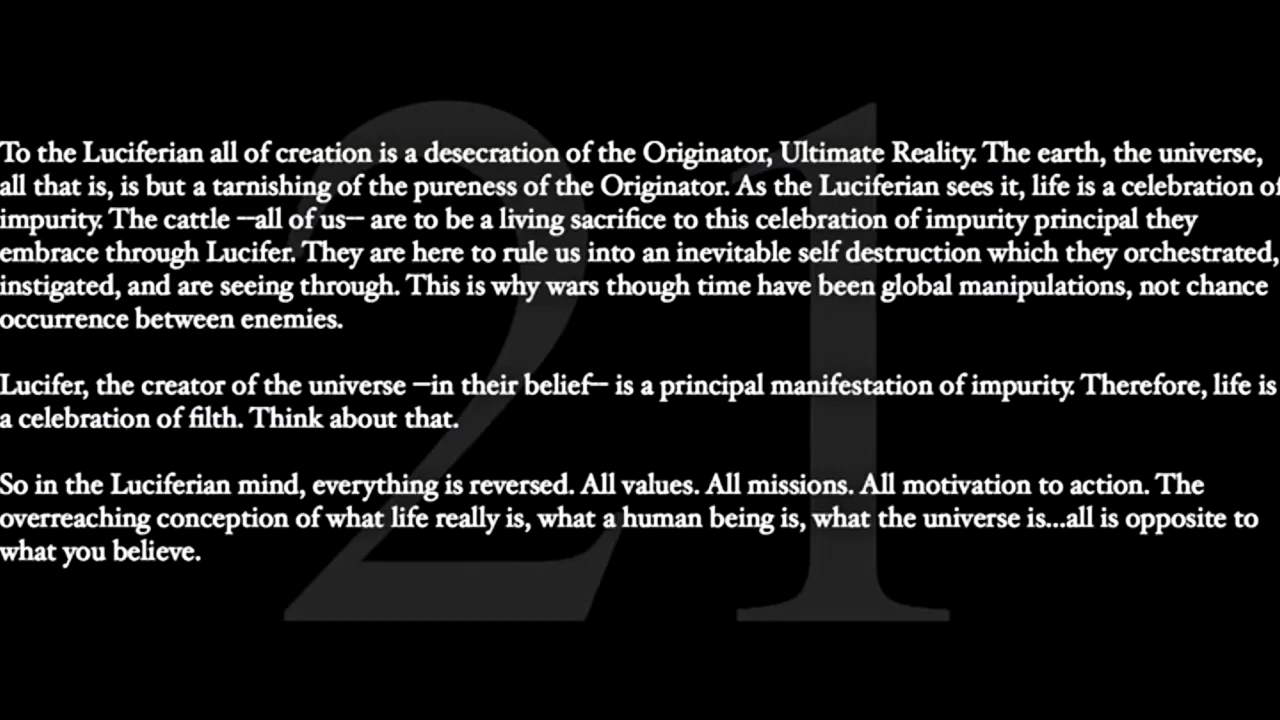 21
To the Luciferian all of creation is a desecration of the Originator, Ultimate Reality. The earth, the universe,
all that is, is but a tarnishing of the pureness of the Originator. As the Luciferian sees it, life is a celebration of
impurity. The cattle —all of us— are to be a living sacrifice to this celebration of impurity principal they
embrace through Lucifer. They are here to rule us into an inevitable self destruction which they orchestrated,
instigated, and are seeing through. This is why wars though time have been global manipulations, not chance
occurrence between enemies.
Lucifer, the creator of the universe —in their belief— is a principal manifestation of impurity. Therefore, life is
a celebration of filth. Think about that.
So in the Luciferian mind, everything is reversed. All values. All missions. All motivation to action. The
overreaching conception of what life really is, what a human being is, what the universe is...all is opposite to
what you believe.